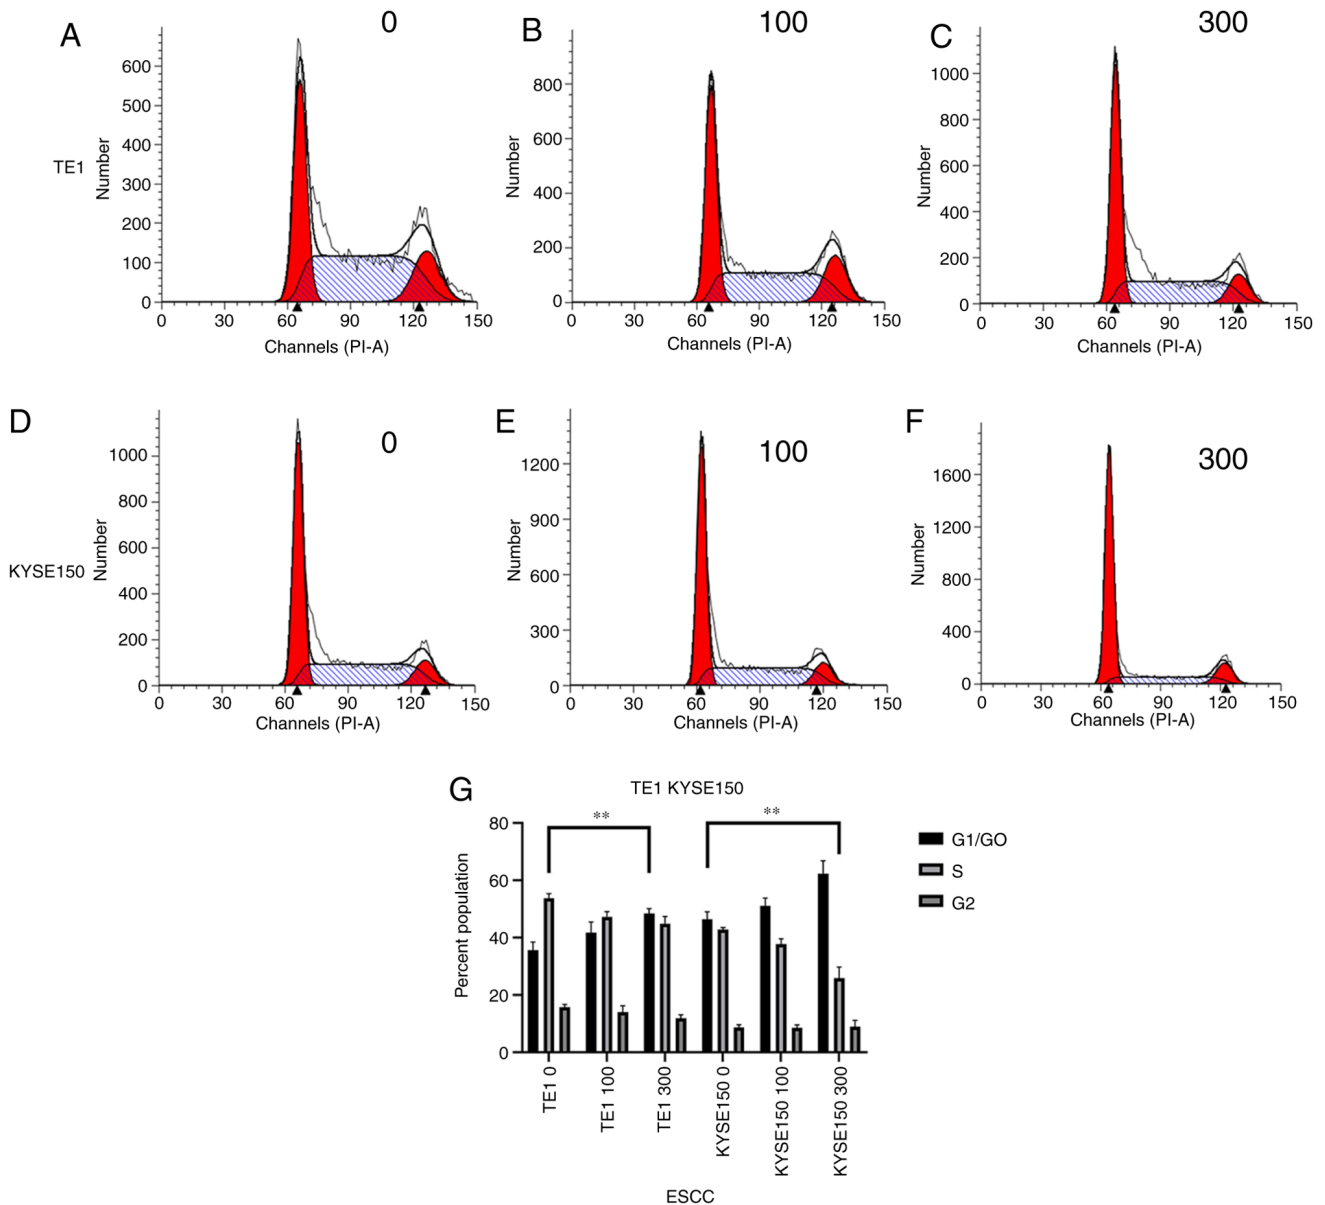 A
0
B
100
C
300
TE1
Number
600
500
400
300
200
100
0
0 30 60 90 120 150
Channels (PI-A)
Number
800
600
400
200
0
0 30 60 90 120 150
Channels (PI-A)
Number
1000
800
600
400
200
0
0 30 60 90 120 150
Channels (PI-A)
D
0
E
100
F
300
KYSE150
Number
1000
800
600
400
200
0
0 30 60 90 120 150
Channels (PI-A)
Number
1200
900
600
300
0
0 30 60 90 120 150
Channels (PI-A)
Number
1600
1200
800
400
0
0 30 60 90 120 150
Channels (PI-A)
G
TE1 KYSE150
**
**
Percent population
80
60
40
20
0
TE1 0
TE1 100
TE1 300
KYSE150 0
KYSE150 100
KYSE150 300
ESCC
G1/GO
S
G2